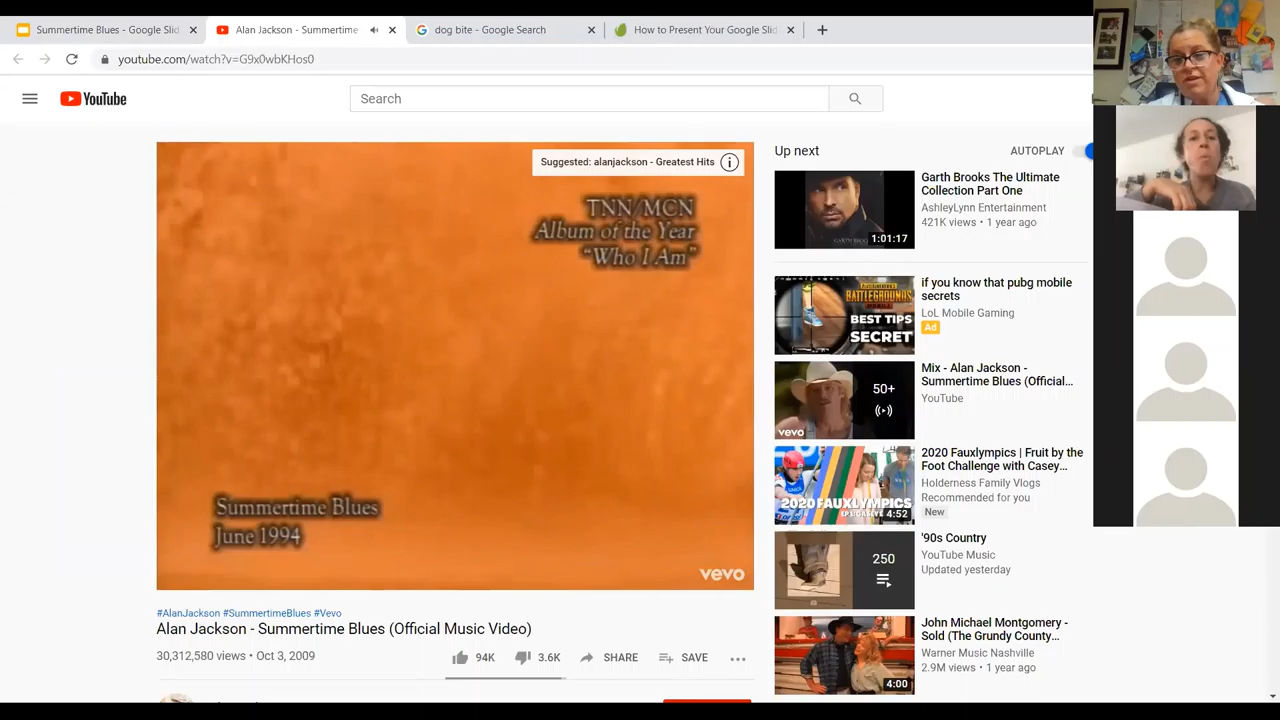 Summertime Blues - Google Slid
Alan Jackson - Summertime
dog bite - Google Search
How to Present Your Google Slid
youtube.com/watch?v=G9x0wbKHos0
YouTube
Search
Suggested: alanjackson - Greatest Hits
TNN/MCN
Album of the Year
"Who I Am"
Summertime Blues
June 1994
vevo
#AlanJackson #SummertimeBlues #Vevo
Alan Jackson - Summertime Blues (Official Music Video)
30,312,580 views • Oct 3, 2009
94K
3.6K
SHARE
SAVE
Up next
AUTOPLAY
Garth Brooks The Ultimate
Collection Part One
AshleyLynn Entertainment
421K views • 1 year ago
1:01:17
if you know that pubg mobile
secrets
LoL Mobile Gaming
Ad
BATTLEGROUNDS
BEST TIPS
SECRET
Mix - Alan Jackson -
Summertime Blues (Official...
YouTube
50+
vevo
2020 Fauxlympics | Fruit by the
Foot Challenge with Casey...
Holderness Family Vlogs
Recommended for you
New
2020 FAUXLYMPICS
4:52
'90s Country
YouTube Music
Updated yesterday
250
John Michael Montgomery -
Sold (The Grundy County...
Warner Music Nashville
2.9M views • 1 year ago
4:00